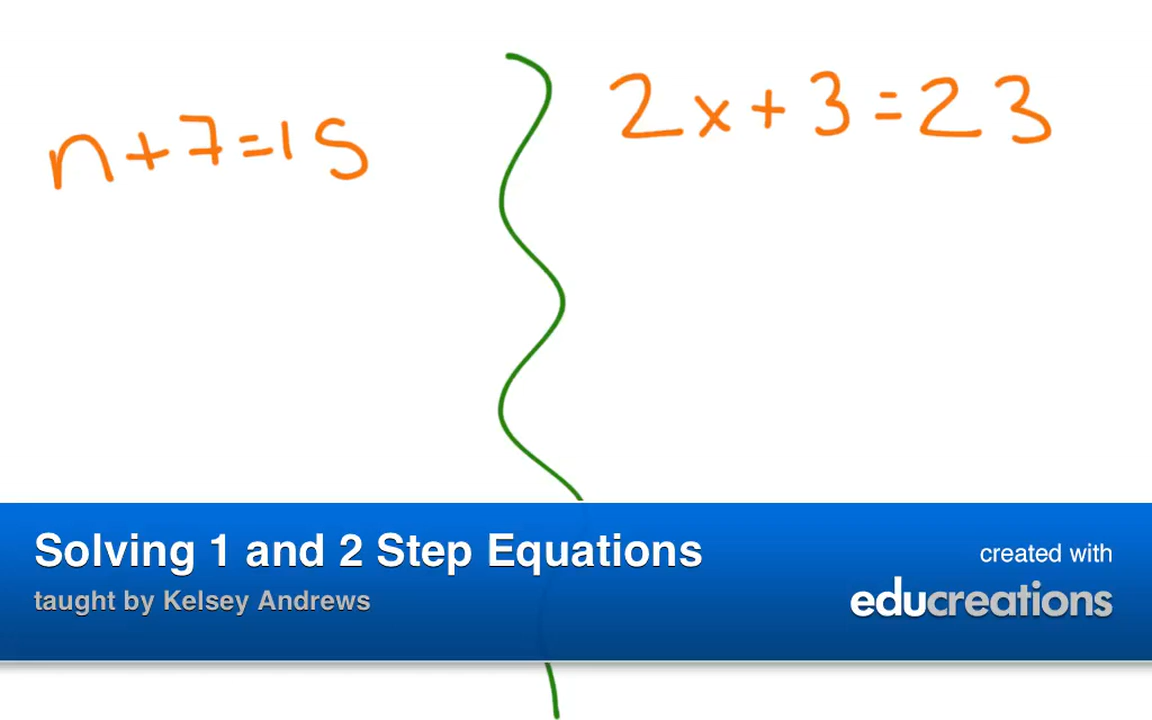 n+7=15
2x+3=23
Solving 1 and 2 Step Equations
taught by Kelsey Andrews
created with
educreations